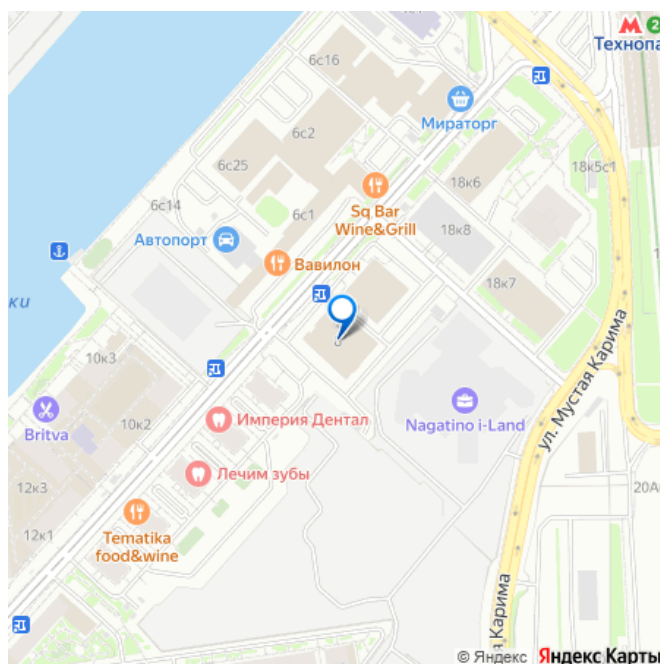 6с16
М 2
Технопа
Мираторг
6с2
18к5с1
6с25
18к6
Sq Bar
Wine&Grill
6с14
6с1
18к8
Автопорт
Вавилон
18к7
ки
ул. Мустая Карима
10к3
Империя Дентал
Nagatino i-Land
Britva
10к2
Лечим зубы
12к3
20А
Tematika
food&wine
12к1
я Карима
© Яндекс Яндекс Карты